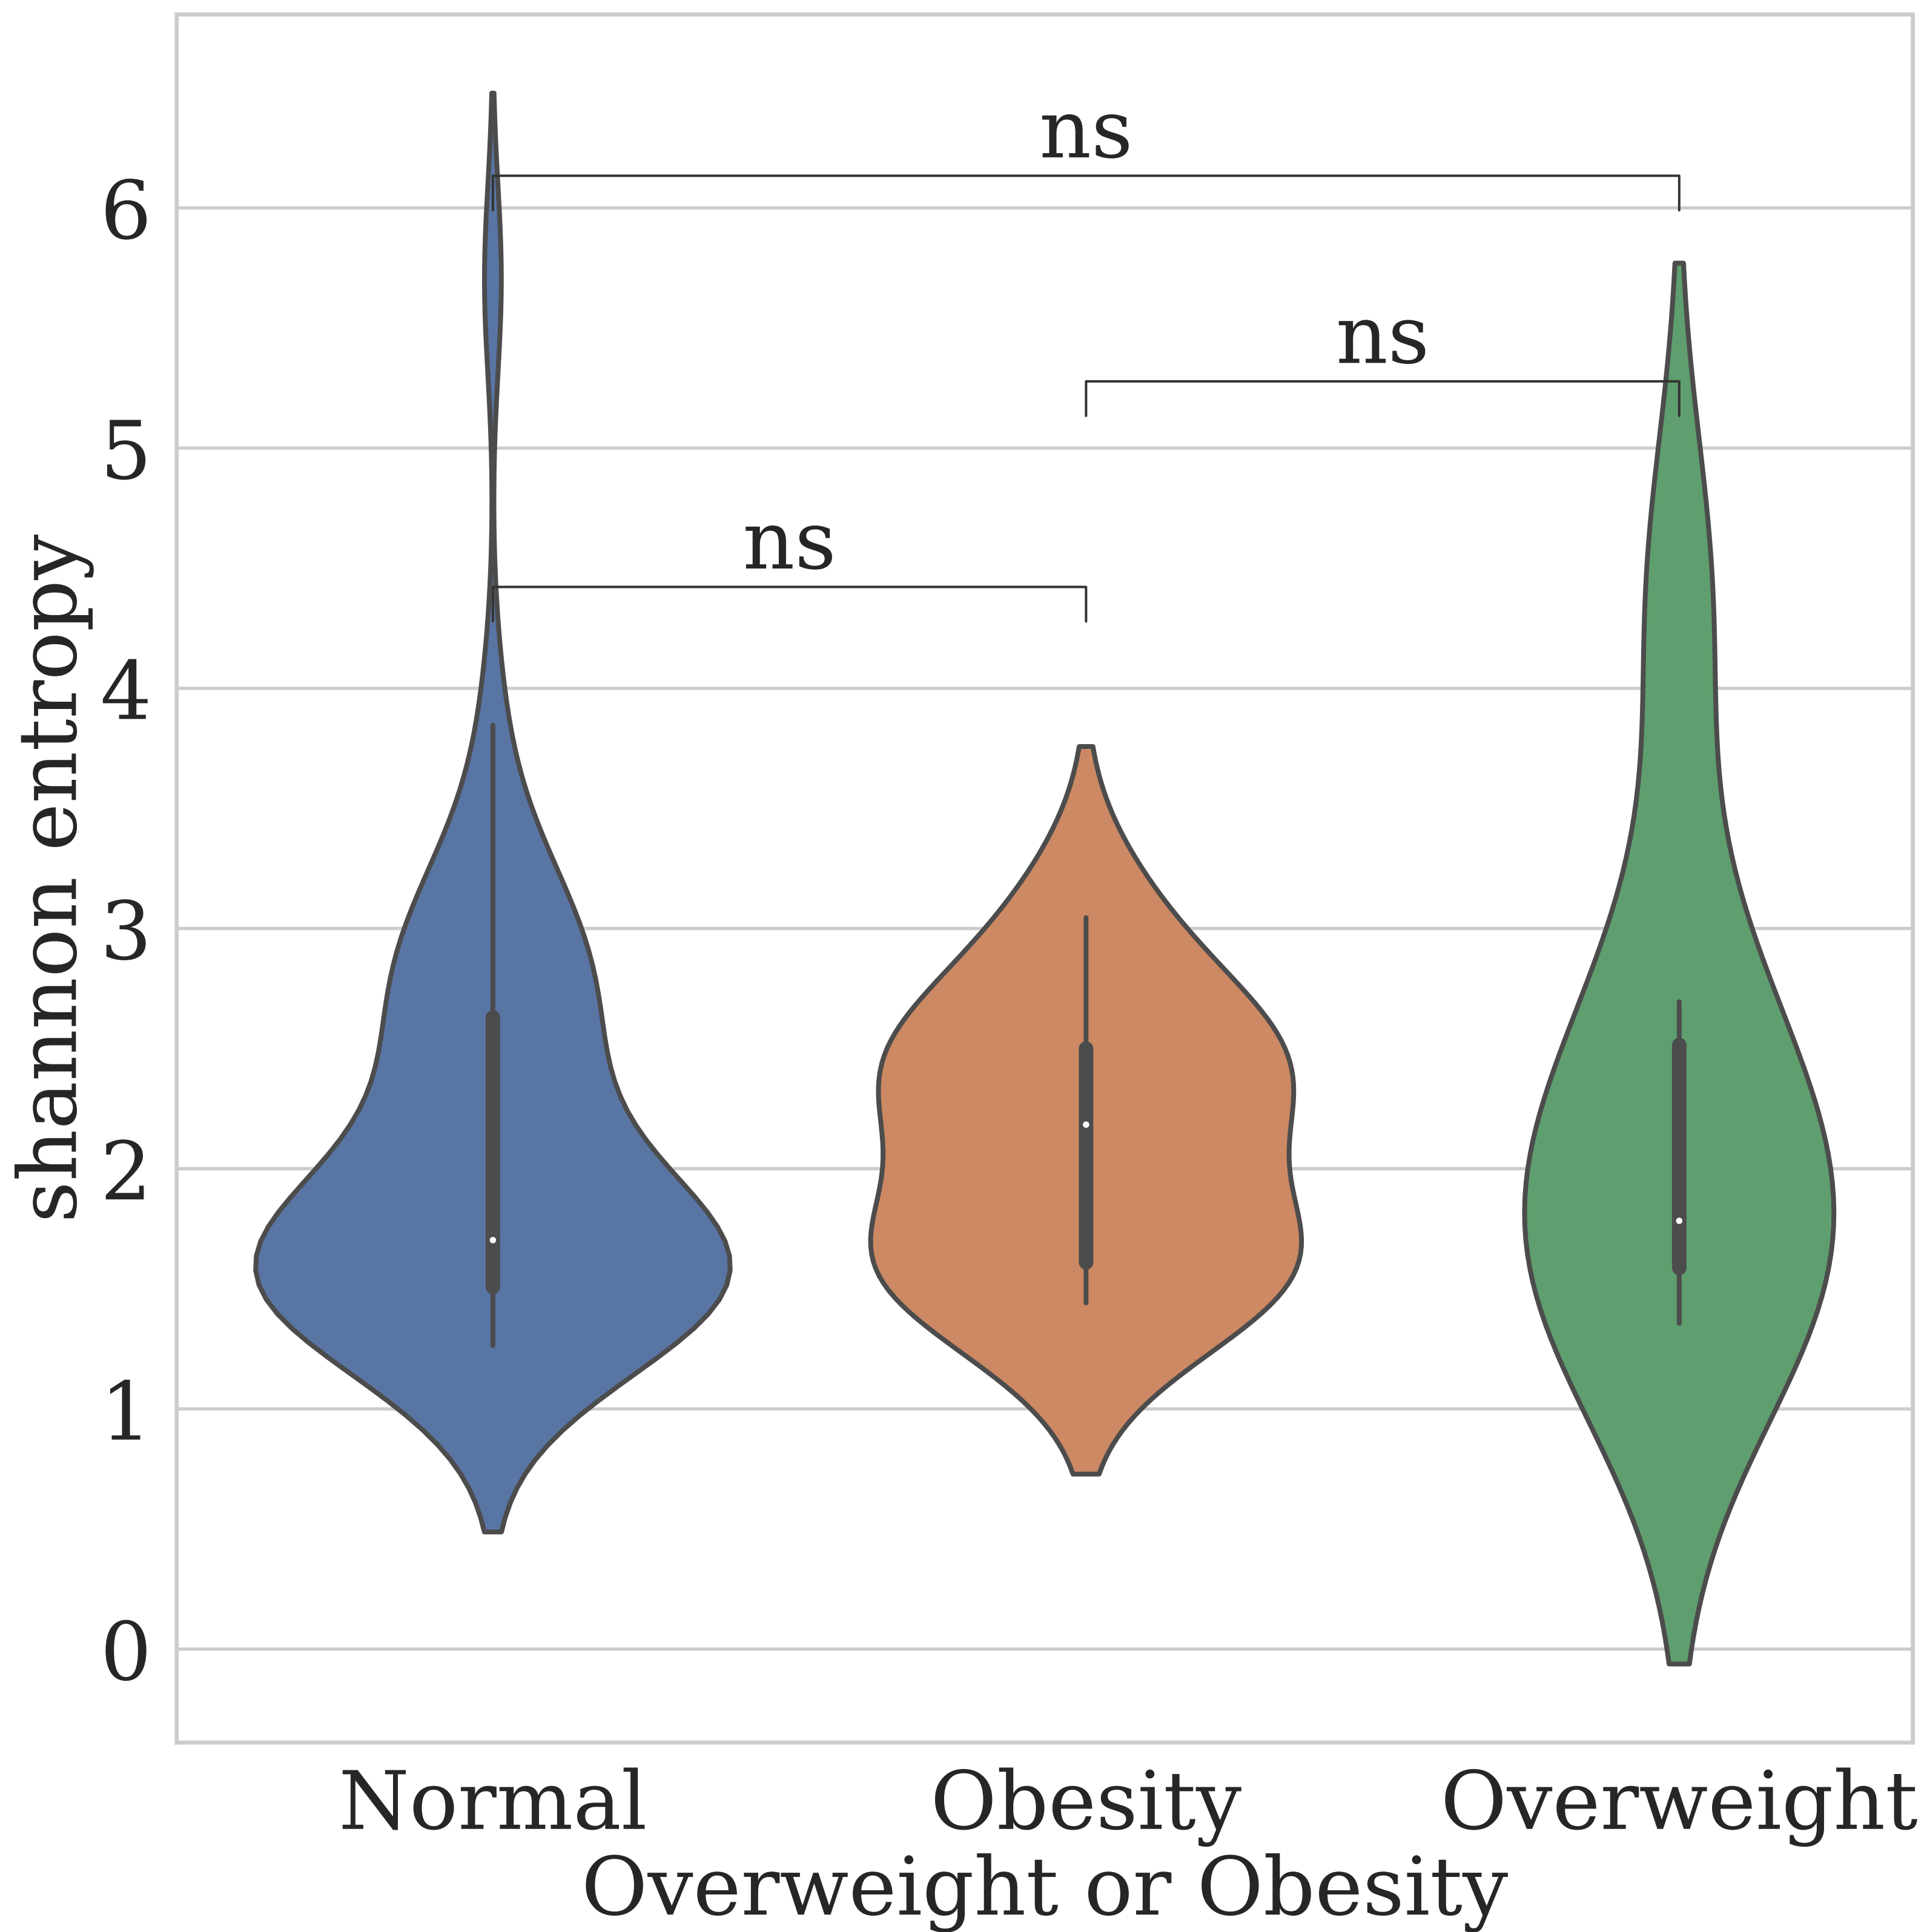 ns
6
ns
5
ns
4
3
2
1
0
shannon entropy
Normal Obesity Overweight
Overweight or Obesity